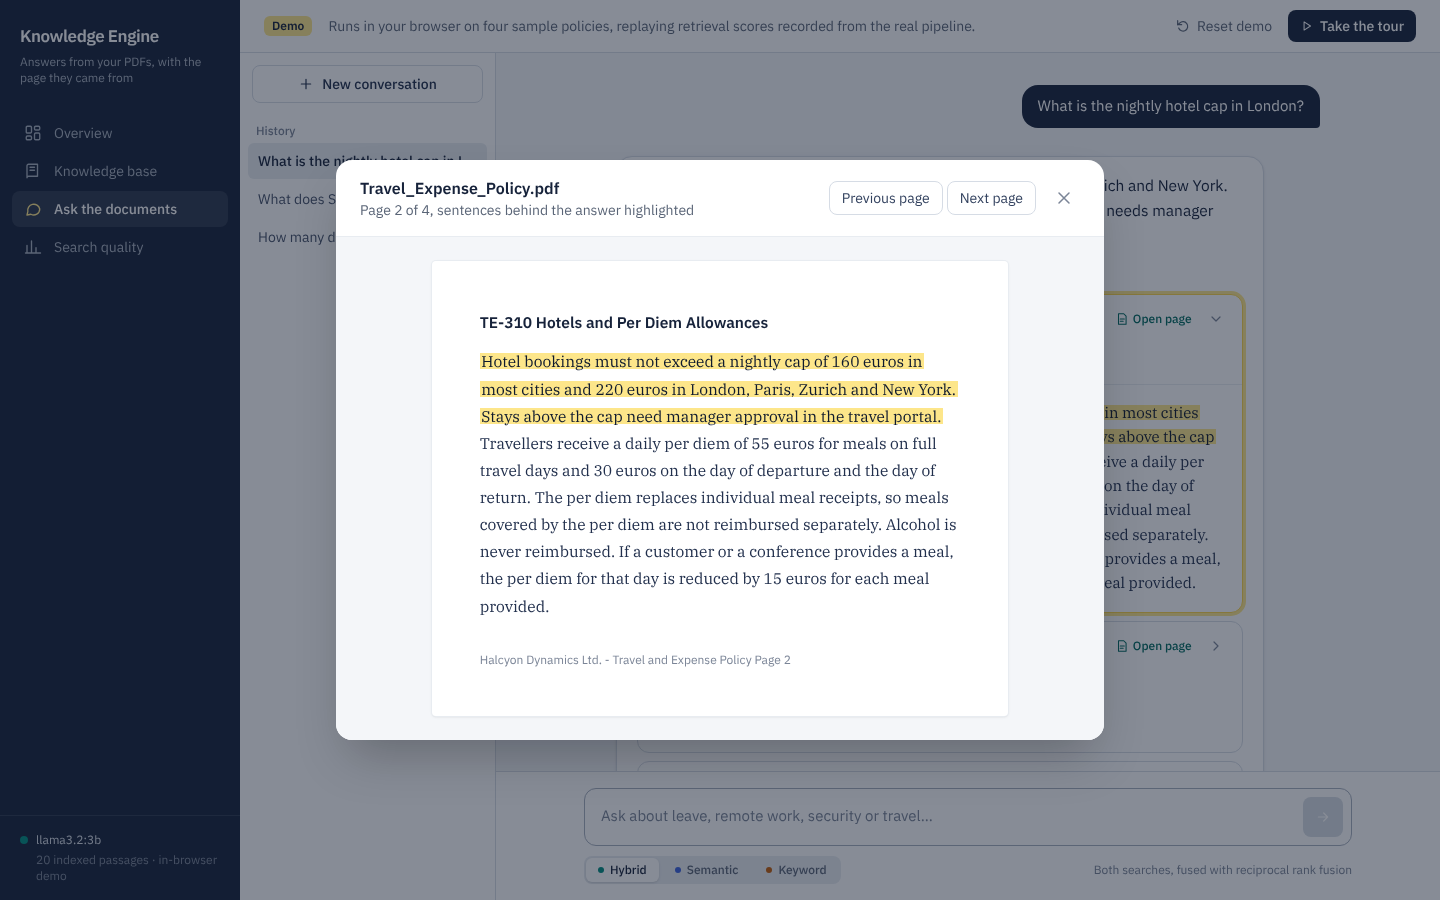 Knowledge Engine
Answers from your PDFs, with the
page they came from
Overview
Knowledge base
Ask the documents
Search quality
llama3.2:3b
20 indexed passages · in-browser
demo
Demo
Runs in your browser on four sample policies, replaying retrieval scores recorded from the real pipeline.
Reset demo
Take the tour
New conversation
History
What is the nightly hotel cap in L
What does S
How many d
What is the nightly hotel cap in London?
ich and New York.
needs manager
Open page
in most cities
s above the cap
ive a daily per
on the day of
ividual meal
sed separately.
provides a meal,
eal provided.
Open page
Travel_Expense_Policy.pdf
Page 2 of 4, sentences behind the answer highlighted
Previous page
Next page
TE-310 Hotels and Per Diem Allowances
Hotel bookings must not exceed a nightly cap of 160 euros in
most cities and 220 euros in London, Paris, Zurich and New York.
Stays above the cap need manager approval in the travel portal.
Travellers receive a daily per diem of 55 euros for meals on full
travel days and 30 euros on the day of departure and the day of
return. The per diem replaces individual meal receipts, so meals
covered by the per diem are not reimbursed separately. Alcohol is
never reimbursed. If a customer or a conference provides a meal,
the per diem for that day is reduced by 15 euros for each meal
provided.
Halcyon Dynamics Ltd. - Travel and Expense Policy Page 2
Ask about leave, remote work, security or travel...
Hybrid
Semantic
Keyword
Both searches, fused with reciprocal rank fusion